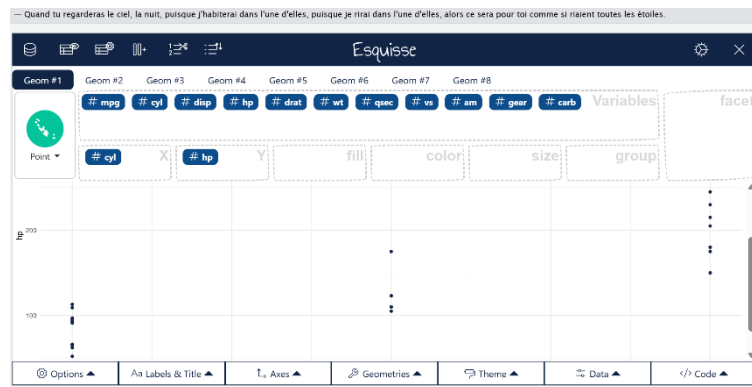 — Quand tu regarderas le ciel, la nuit, puisque j'habiterai dans l'une d'elles, puisque je rirai dans l'une d'elles, alors ce sera pour toi comme si riaient toutes les étoiles.
Esquisse
Geom #1 Geom #2 Geom #3 Geom #4 Geom #5 Geom #6 Geom #7 Geom #8
# mpg # cyl # disp # hp # drat # wt # qsec # vs # am # gear # carb Variables facet
Point
# cyl X # hp Y fill color size group
hp
200
100
Options Aa Labels & Title Axes Geometries Theme Data </> Code